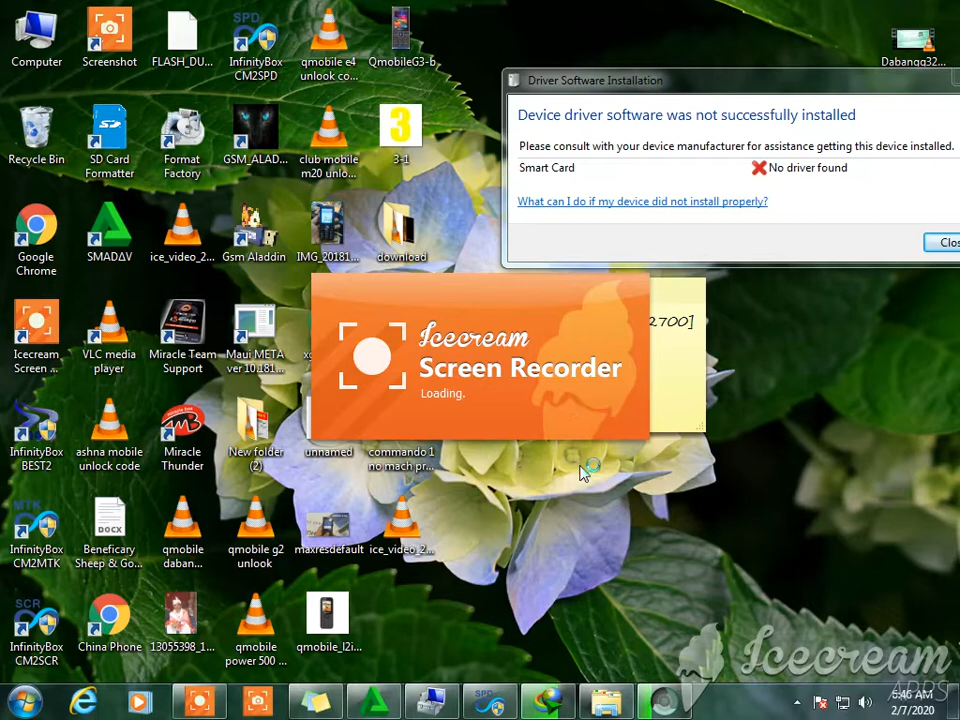 Computer
Screenshot
FLASH_DU...
InfinityBox
CM2SPD
qmobile e4
unlook co...
QmobileG3-b
Dabangg32...
Driver Software Installation
Device driver software was not successfully installed
Please consult with your device manufacturer for assistance getting this device installed.
Smart Card
No driver found
What can I do if my device did not install properly?
Clos
Recycle Bin
SD Card
Formatter
Format
Factory
GSM_ALAD...
club mobile
m20 unlo...
3
3-1
Google
Chrome
SMADΔV
ice_video_2...
Gsm Aladdin
IMG_20181...
download
2700]
Icecream
Screen Recorder
Loading.
Icecream
Screen ...
VLC media
player
Miracle Team
Support
Maui META
ver 10.181...
InfinityBox
BEST2
ashna mobile
unlock code
Miracle
Thunder
New folder
(2)
unnamed
commando 1
no mach pr...
MTK
InfinityBox
CM2MTK
DOCX
Beneficary
Sheep & Go...
qmobile
daban...
qmobile g2
unlook
maxresdefault
ice_video_2...
SCR
InfinityBox
CM2SCR
China Phone
13055398_1...
qmobile
power 500 ...
qmobile_l2i...
Icecream
APPS
SPD
6:46 AM
2/7/2020